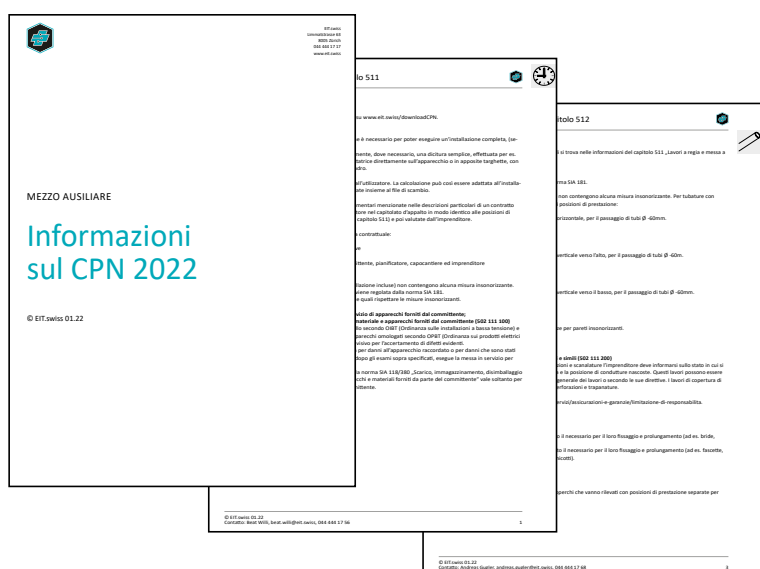 EIT.swiss
Limmatstrasse 63
8005 Zürich
044 444 17 17
www.eit.swiss
MEZZO AUSILIARE
Informazioni
sul CPN 2022
© EIT.swiss 01.22
olo 511
su www.eit.swiss/downloadCPN.
e è necessario per poter eseguire un'installazione completa, (se-
mente, dove necessario, una dicitura semplice, effettuata per es.
tatrice direttamente sull'apparecchio o in apposite targhette, con
dro.
ll'utilizzatore. La calcolazione può così essere adattata all'installa-
ate insieme al file di scambio.
mentari menzionate nelle descrizioni particolari di un contratto
tore nel capitolato d'appalto in modo identico alle posizioni di
capitolo 511) e poi valutate dall'imprenditore.
a contrattuale:
ve
ittente, pianificatore, capocantiere ed imprenditore
llazione incluse) non contengono alcuna misura insonorizzante.
viene regolata dalla norma SIA 181.
e quali rispettare le misure insonorizzanti.
vizio di apparecchi forniti dal committente;
materiale e apparecchi forniti dal committente (502 111 100)
lo secondo OIBT (Ordinanza sulle installazioni a bassa tensione) e
parecchi omologati secondo OPBT (Ordinanza sui prodotti elettrici
visivo per l'accertamento di difetti evidenti.
per danni all'apparecchio raccordato o per danni che sono stati
dopo gli esami sopra specificati, esegue la messa in servizio per
la norma SIA 118/380 „Scarico, immagazzinamento, disimballaggio
cchi e materiali forniti da parte del committente" vale soltanto per
mittente.
© EIT.swiss 01.22
Contatto: Beat Willi, beat.willi@eit.swiss, 044 444 17 56
1
itolo 512
i si trova nelle informazioni del capitolo 511 „Lavori a regia e messa a
rma SIA 181.
non contengono alcuna misura insonorizzante. Per tubature con
posizioni di prestazione:
orizzontale, per il passaggio di tubi Ø -60mm.
verticale verso l'alto, per il passaggio di tubi Ø -60m.
verticale verso il basso, per il passaggio di tubi Ø -60mm.
e per pareti insonorizzanti.
e simili (502 111 200)
zioni e scanalature l'imprenditore deve informarsi sullo stato in cui si
e la posizione di condutture nascoste. Questi lavori possono essere
generale dei lavori o secondo le sue direttive. I lavori di copertura di
erforazioni e trapanature.
ervizi/assicurazioni-e-garanzie/limitazione-di-responsabilita.
o il necessario per il loro fissaggio e prolungamento (ad es. bride,
to il necessario per il loro fissaggio e prolungamento (ad es. fascette,
nicotti).
operchi che vanno rilevati con posizioni di prestazione separate per
© EIT.swiss 01.22
Contatto: Andreas Gugler, andreas.gugler@eit.swiss, 044 444 17 68
3